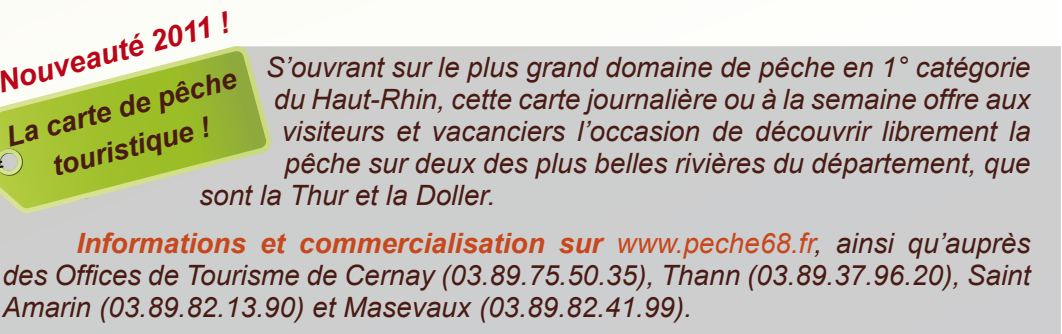 Nouveauté 2011 !
La carte de pêche
touristique !
S'ouvrant sur le plus grand domaine de pêche en 1° catégorie
du Haut-Rhin, cette carte journalière ou à la semaine offre aux
visiteurs et vacanciers l'occasion de découvrir librement la
pêche sur deux des plus belles rivières du département, que
sont la Thur et la Doller.
Informations et commercialisation sur www.peche68.fr, ainsi qu'auprès
des Offices de Tourisme de Cernay (03.89.75.50.35), Thann (03.89.37.96.20), Saint
Amarin (03.89.82.13.90) et Masevaux (03.89.82.41.99).